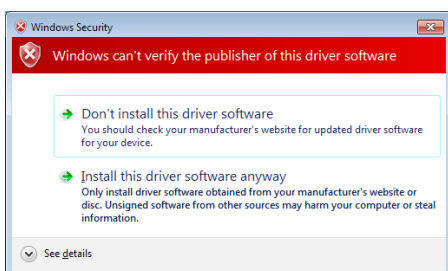 Windows Security
Windows can't verify the publisher of this driver software
Don't install this driver software
You should check your manufacturer's website for updated driver software
for your device.
Install this driver software anyway
Only install driver software obtained from your manufacturer's website or
disc. Unsigned software from other sources may harm your computer or steal
information.
See details